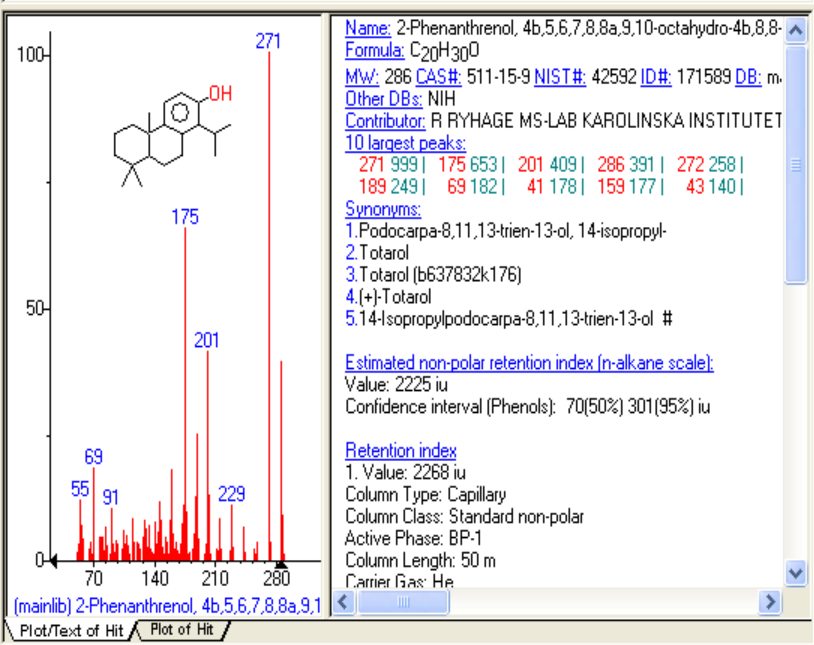 100
50
0
271
175
201
69
55
91
229
OH
70 140 210 280
(mainlib) 2-Phenanthrenol, 4b,5,6,7,8,8a,9,1
Name: 2-Phenanthrenol, 4b,5,6,7,8,8a,9,10-octahydro-4b,8,8-
Formula: C20H30O
MW: 286 CAS#: 511-15-9 NIST#: 42592 ID#: 171589 DB:
Other DBs: NIH
Contributor: R RYHAGE MS-LAB KAROLINSKA INSTITUTET
10 largest peaks:
271 999 | 175 653 | 201 409 | 286 391 | 272 258 |
189 249 | 69 182 | 41 178 | 159 177 | 43 140 |
Synonyms:
1.Podocarpa-8,11,13-trien-13-ol, 14-isopropyl-
2.Totarol
3.Totarol (b637832k176)
4.(+)-Totarol
5.14-Isopropylpodocarpa-8,11,13-trien-13-ol #
Estimated non-polar retention index (n-alkane scale):
Value: 2225 iu
Confidence interval (Phenols): 70(50%) 301(95%) iu
Retention index
1. Value: 2268 iu
Column Type: Capillary
Column Class: Standard non-polar
Active Phase: BP-1
Column Length: 50 m
Carrier Gas: He
Plot/Text of Hit
Plot of Hit